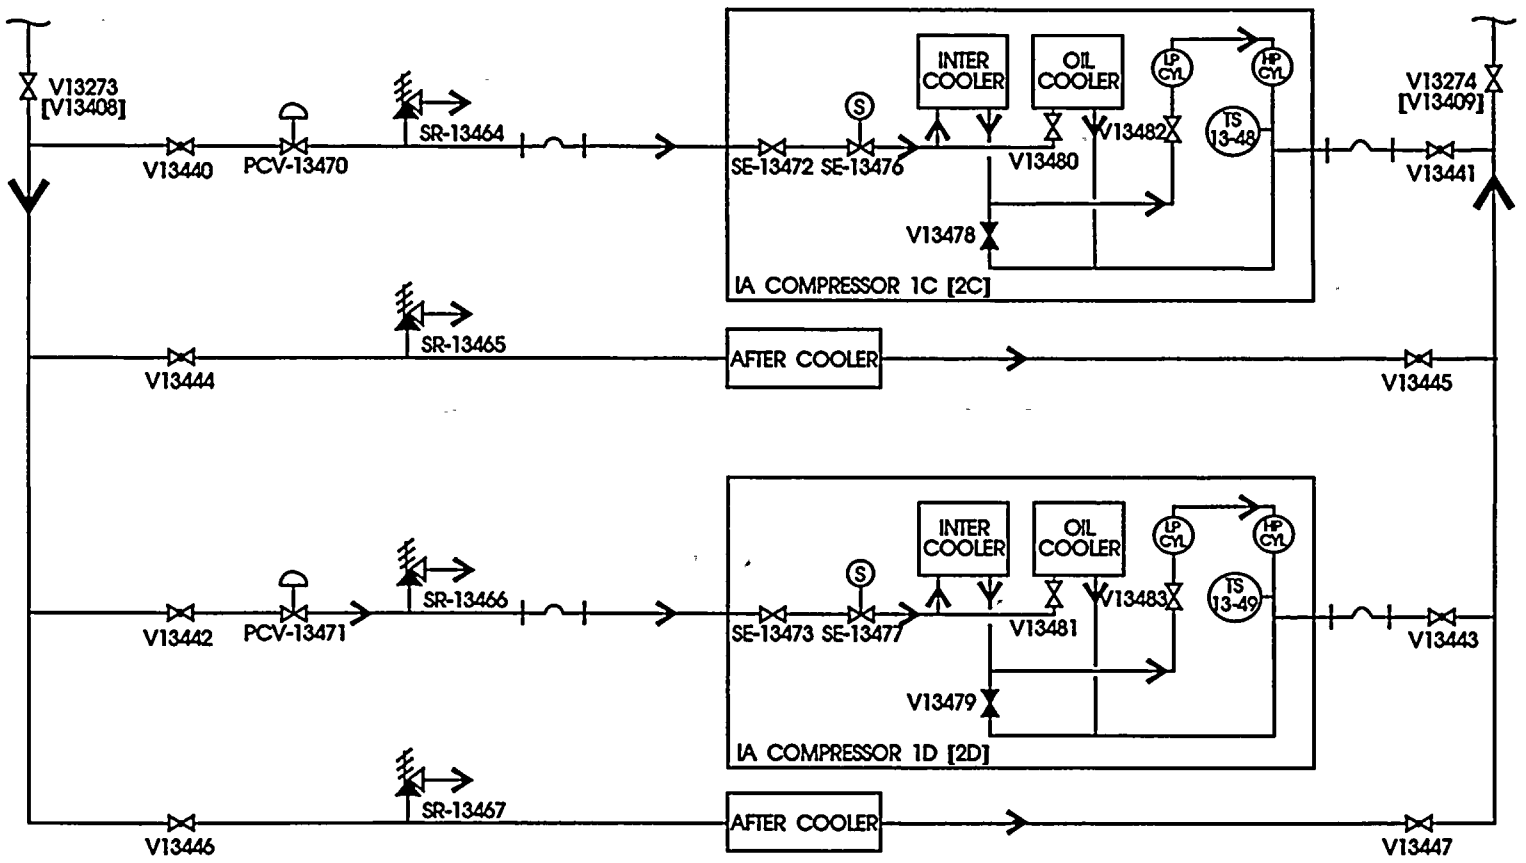 V13273
[V13408]
V13440
PCV-13470
SR-13464
SE-13472
S
SE-13476
INTER
COOLER
OIL
COOLER
V13480
V13482
LP
CYL
HP
CYL
TS
13-48
V13478
IA COMPRESSOR 1C [2C]
V13274
[V13409]
V13441
V13444
SR-13465
AFTER COOLER
V13445
V13442
PCV-13471
SR-13466
SE-13473
S
SE-13477
INTER
COOLER
OIL
COOLER
V13481
V13483
LP
CYL
HP
CYL
TS
13-49
V13479
IA COMPRESSOR 1D [2D]
V13443
V13446
SR-13467
AFTER COOLER
V13447